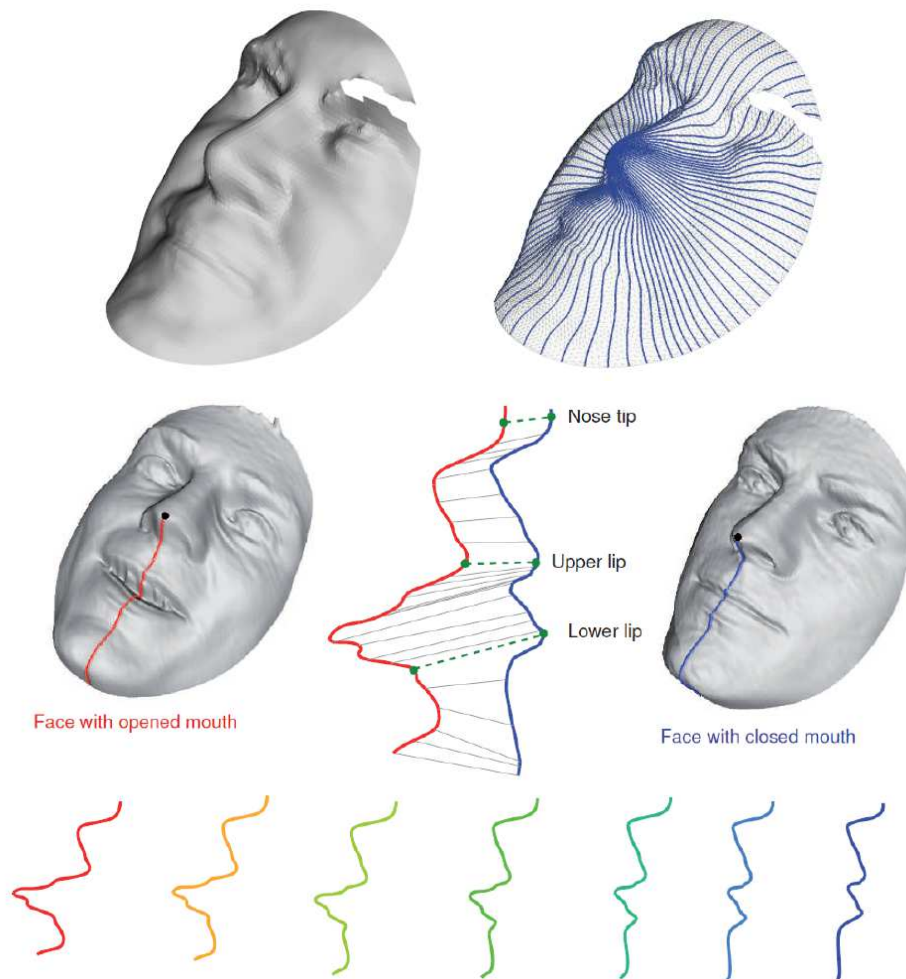 Nose tip
Upper lip
Lower lip
Face with opened mouth
Face with closed mouth